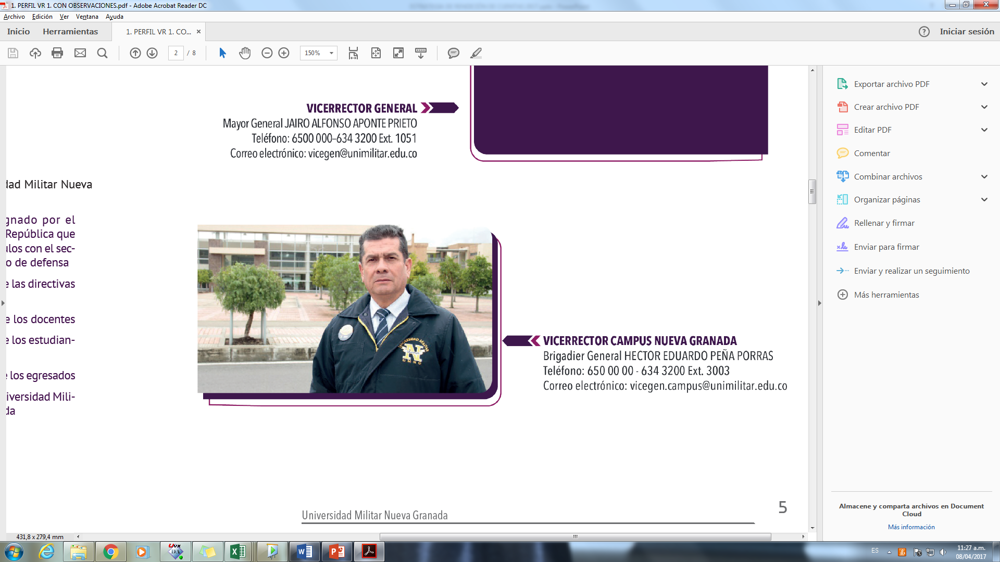 1. PERFIL VR 1. CON OBSERVACIONES.pdf - Adobe Acrobat Reader DC
Archivo Edición Ver Ventana Ayuda
Inicio Herramientas 1. PERFIL VR 1. CO... × Iniciar sesión
2 / 8 150%
VICERRECTOR GENERAL
Mayor General JAIRO ALFONSO APONTE PRIETO
Teléfono: 6500 000–634 3200 Ext. 1051
Correo electrónico: vicegen@unimilitar.edu.co
dad Militar Nueva
gnado por el
República que
ulos con el sec-
o de defensa
e las directivas
e los docentes
e los estudian-
e los egresados
iversidad Mili-
da
UNIVERSIDAD MILITAR
N
GRANADA
UMNG
VICERRECTOR CAMPUS NUEVA GRANADA
Brigadier General HECTOR EDUARDO PEÑA PORRAS
Teléfono: 650 00 00 - 634 3200 Ext. 3003
Correo electrónico: vicegen.campus@unimilitar.edu.co
Universidad Militar Nueva Granada
5
Exportar archivo PDF
Crear archivo PDF
Editar PDF
Comentar
Combinar archivos
Organizar páginas
Rellenar y firmar
Enviar para firmar
Enviar y realizar un seguimiento
Más herramientas
Almacene y comparta archivos en Document
Cloud
Más información
431,8 x 279,4 mm
ES
11:27 a.m.
08/04/2017